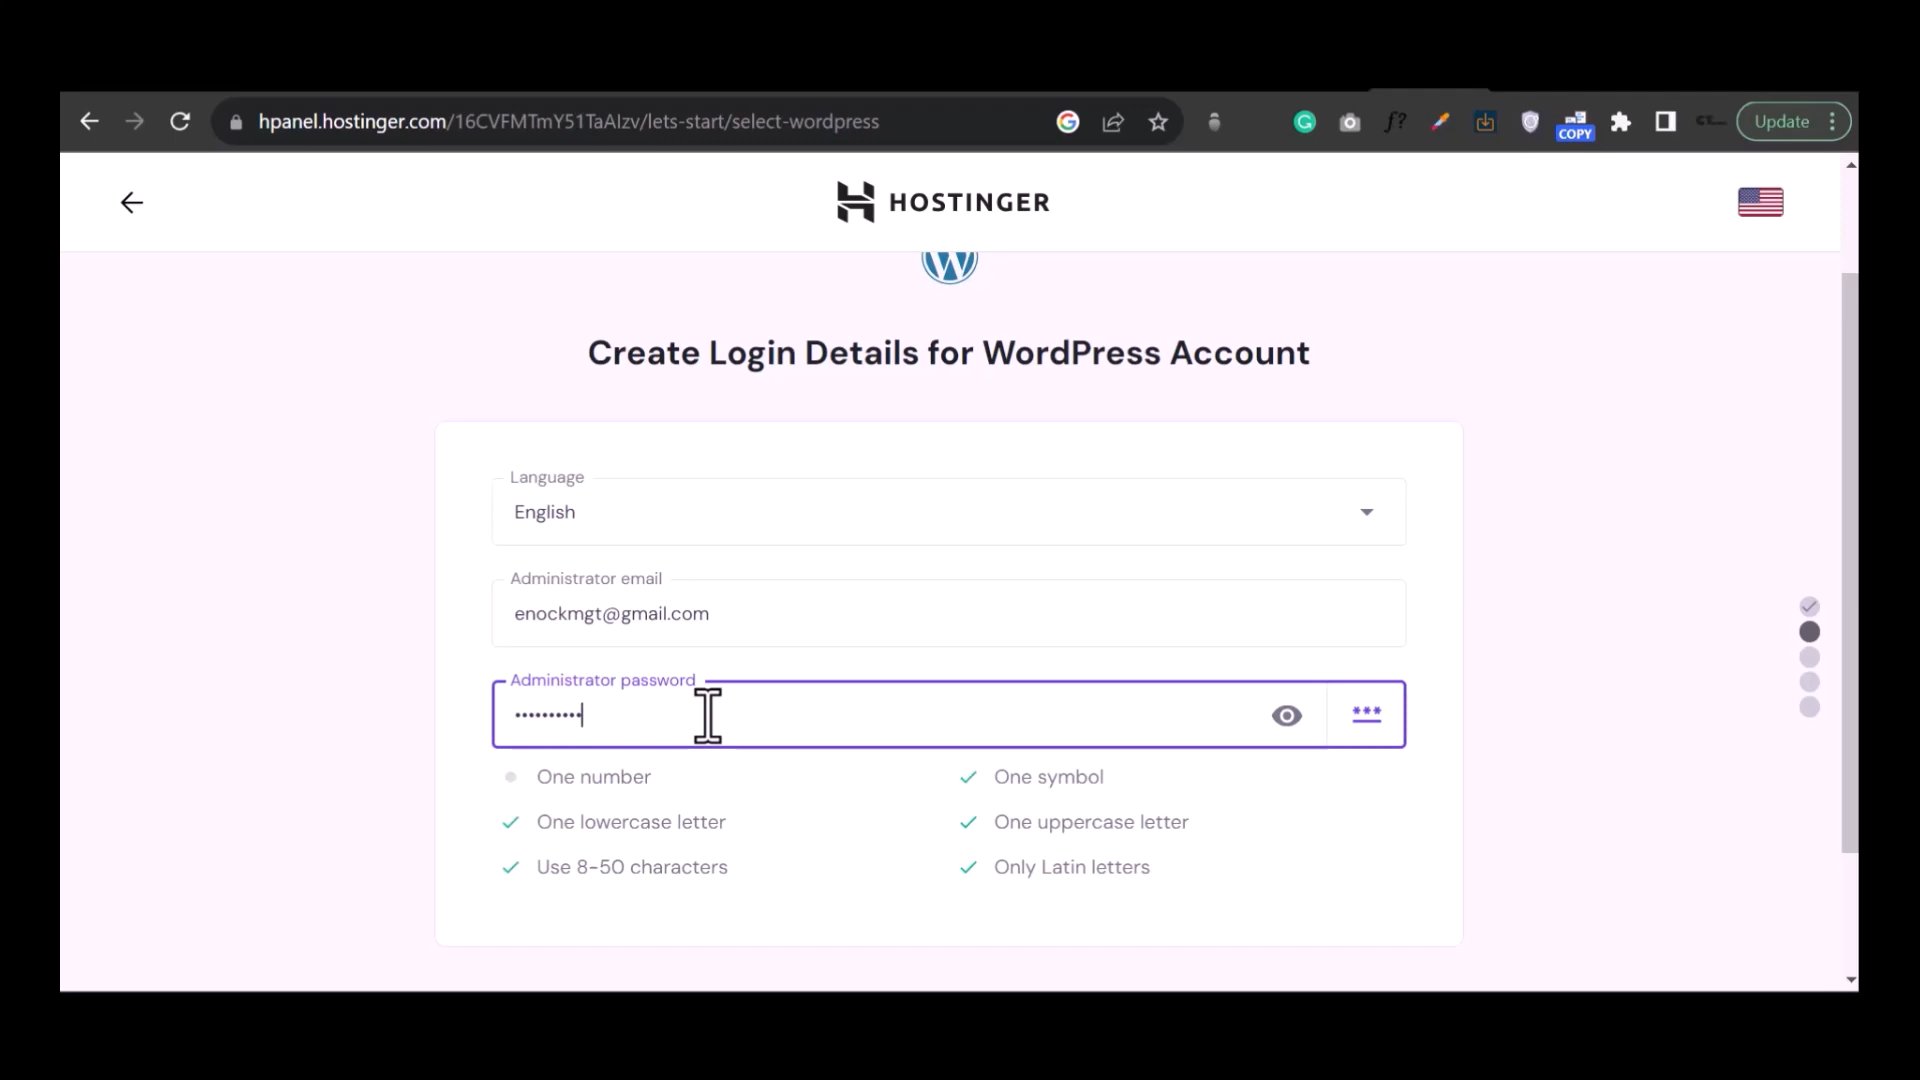 hpanel.hostinger.com/16CVFMTmY51TaAIzv/lets-start/select-wordpress
f?
COPY
Update
HOSTINGER
Create Login Details for WordPress Account
Language
English
Administrator email
enockmgt@gmail.com
Administrator password
••••••••••
***
One number
One symbol
One lowercase letter
One uppercase letter
Use 8-50 characters
Only Latin letters